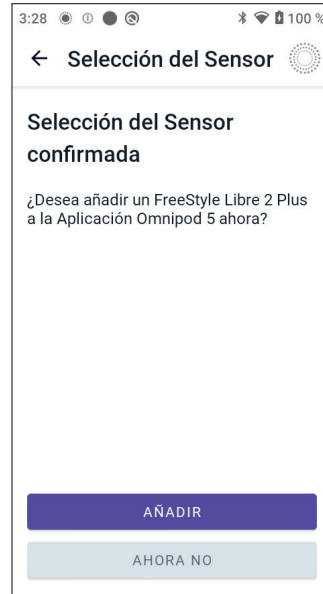 3:28 100 %
Selección del Sensor
Selección del Sensor
confirmada
¿Desea añadir un FreeStyle Libre 2 Plus
a la Aplicación Omnipod 5 ahora?
AÑADIR
AHORA NO